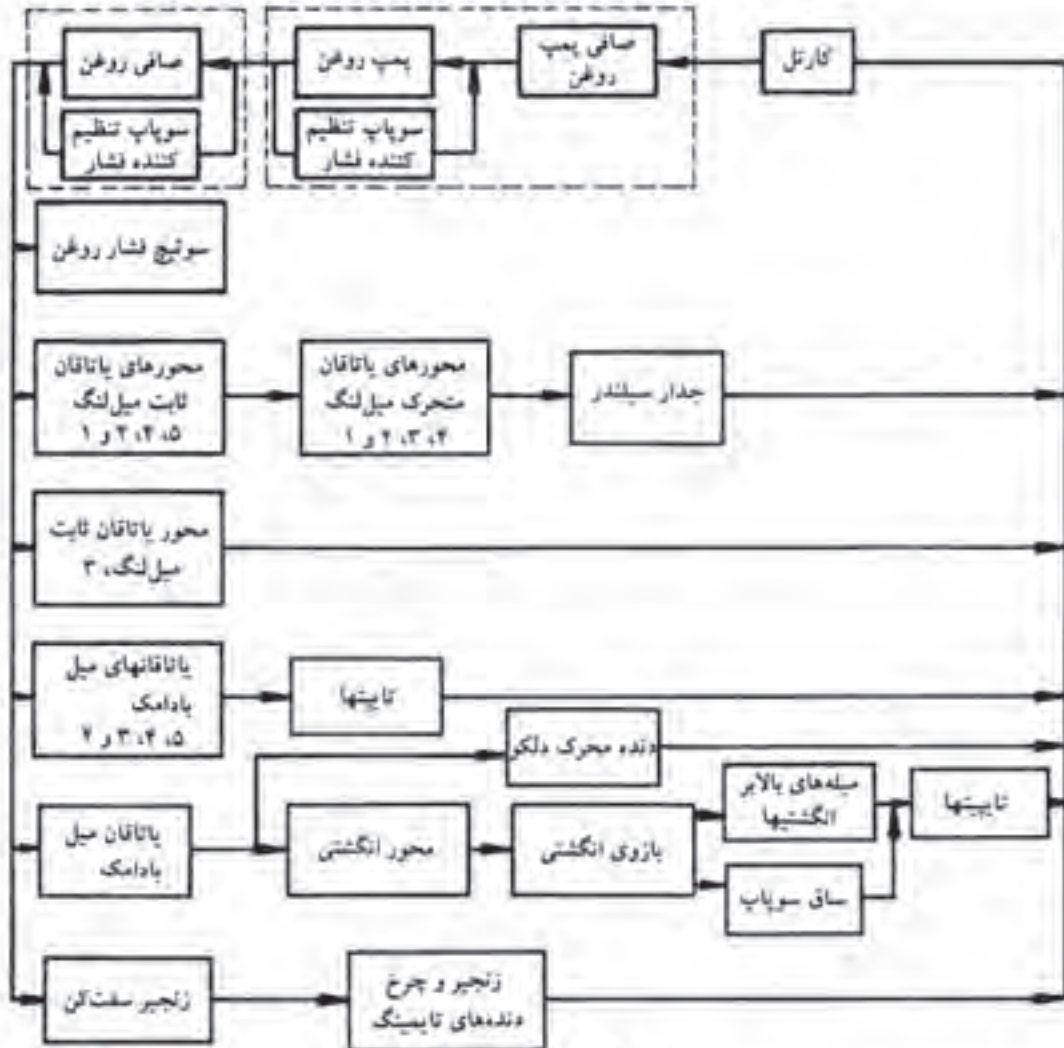 کارتل
صافی پمپ
روغن
پمپ روغن
سوپاپ تنظیم
کننده فشار
صافی روغن
سوپاپ تنظیم
کننده فشار
سوئیچ فشار روغن
محورهای یاتاقان
ثابت میل‌لنگ
۵، ۴، ۲ و ۱
محورهای یاتاقان
متحرک میل‌لنگ
۴، ۳، ۲ و ۱
جدار سیلندر
محور یاتاقان ثابت
میل‌لنگ، ۳
یاتاقانهای میل
بادامک
۵، ۴، ۳ و ۲
تایپیتها
دنده محرک دلکو
یاتاقان میل
بادامک
محور انگشتی
بازوی انگشتی
میله‌های بالابر
انگشتیها
ساق سوپاپ
تایپیتها
زنجیر سفت‌کن
زنجیر و چرخ
دنده‌های تایمینگ